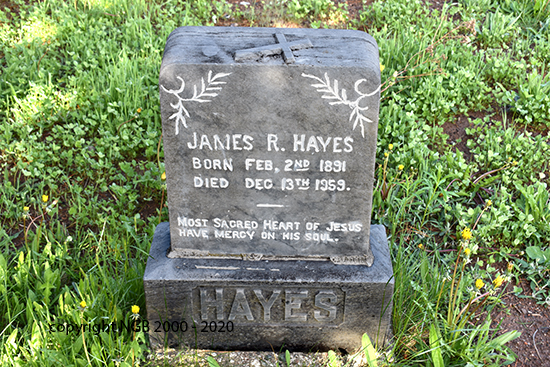 JAMES R. HAYES
BORN FEB. 2ND 1891
DIED DEC. 13TH 1959.
MOST SACRED HEART OF JESUS
HAVE MERCY ON HIS SOUL.
HAYES
copyright NGB 2000 - 2020